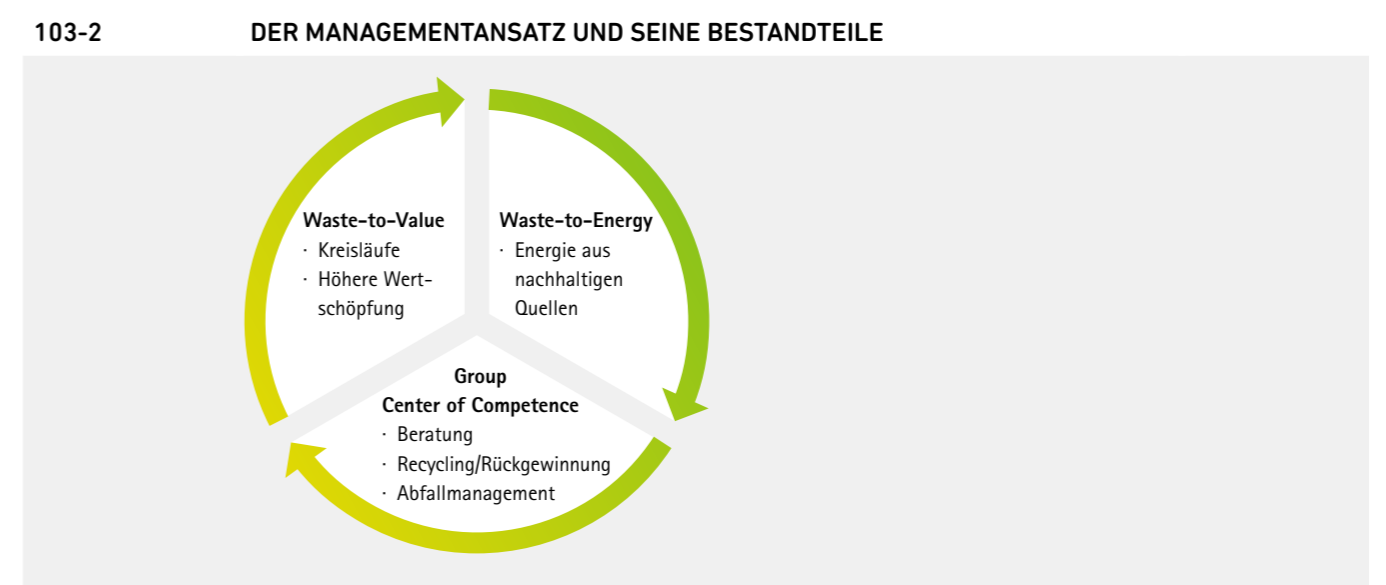 103-2 DER MANAGEMENTANSATZ UND SEINE BESTANDTEILE
Waste-to-Value
· Kreisläufe
· Höhere Wert-
schöpfung
Waste-to-Energy
· Energie aus
nachhaltigen
Quellen
Group
Center of Competence
· Beratung
· Recycling/Rückgewinnung
· Abfallmanagement